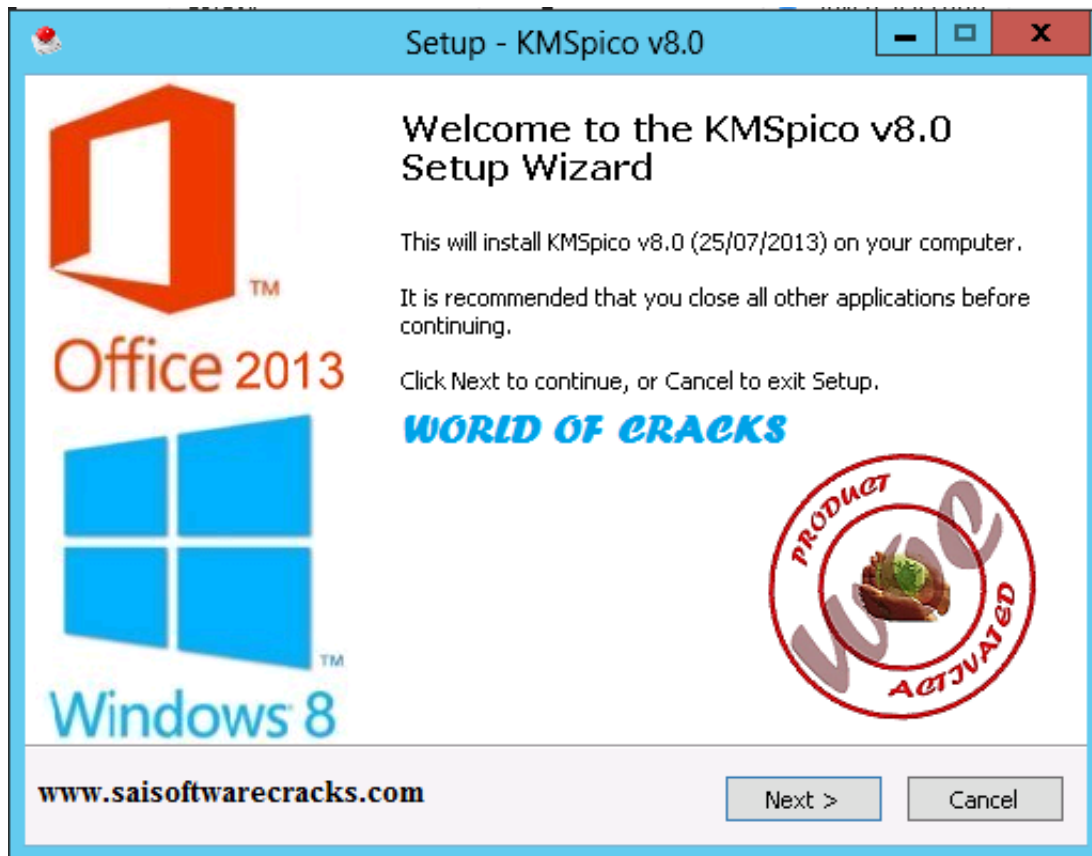 Setup - KMSpico v8.0
Welcome to the KMSpico v8.0
Setup Wizard
This will install KMSpico v8.0 (25/07/2013) on your computer.
It is recommended that you close all other applications before
continuing.
Click Next to continue, or Cancel to exit Setup.
WORLD OF CRACKS
TM
Office 2013
PRODUCT
ACTIVATED
TM
Windows 8
www.saisoftwarecracks.com
Next >
Cancel